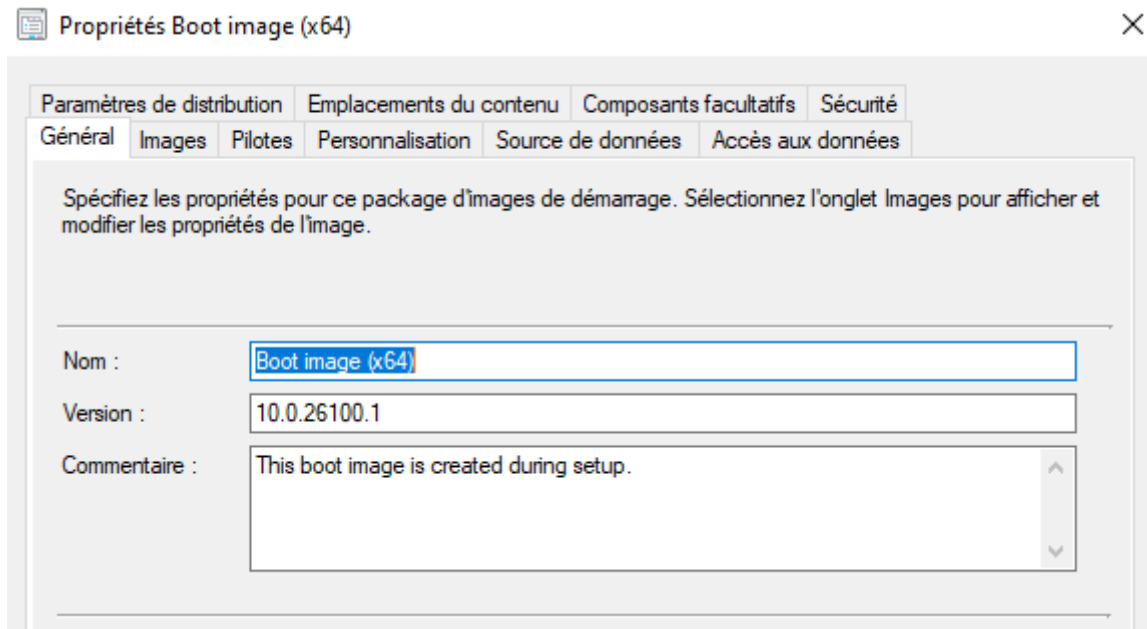 Propriétés Boot image (x64)
Paramètres de distribution Emplacements du contenu Composants facultatifs Sécurité
Général Images Pilotes Personnalisation Source de données Accès aux données
Spécifiez les propriétés pour ce package d'images de démarrage. Sélectionnez l'onglet Images pour afficher et
modifier les propriétés de l'image.
Nom : Boot image (x64)
Version : 10.0.26100.1
Commentaire : This boot image is created during setup.